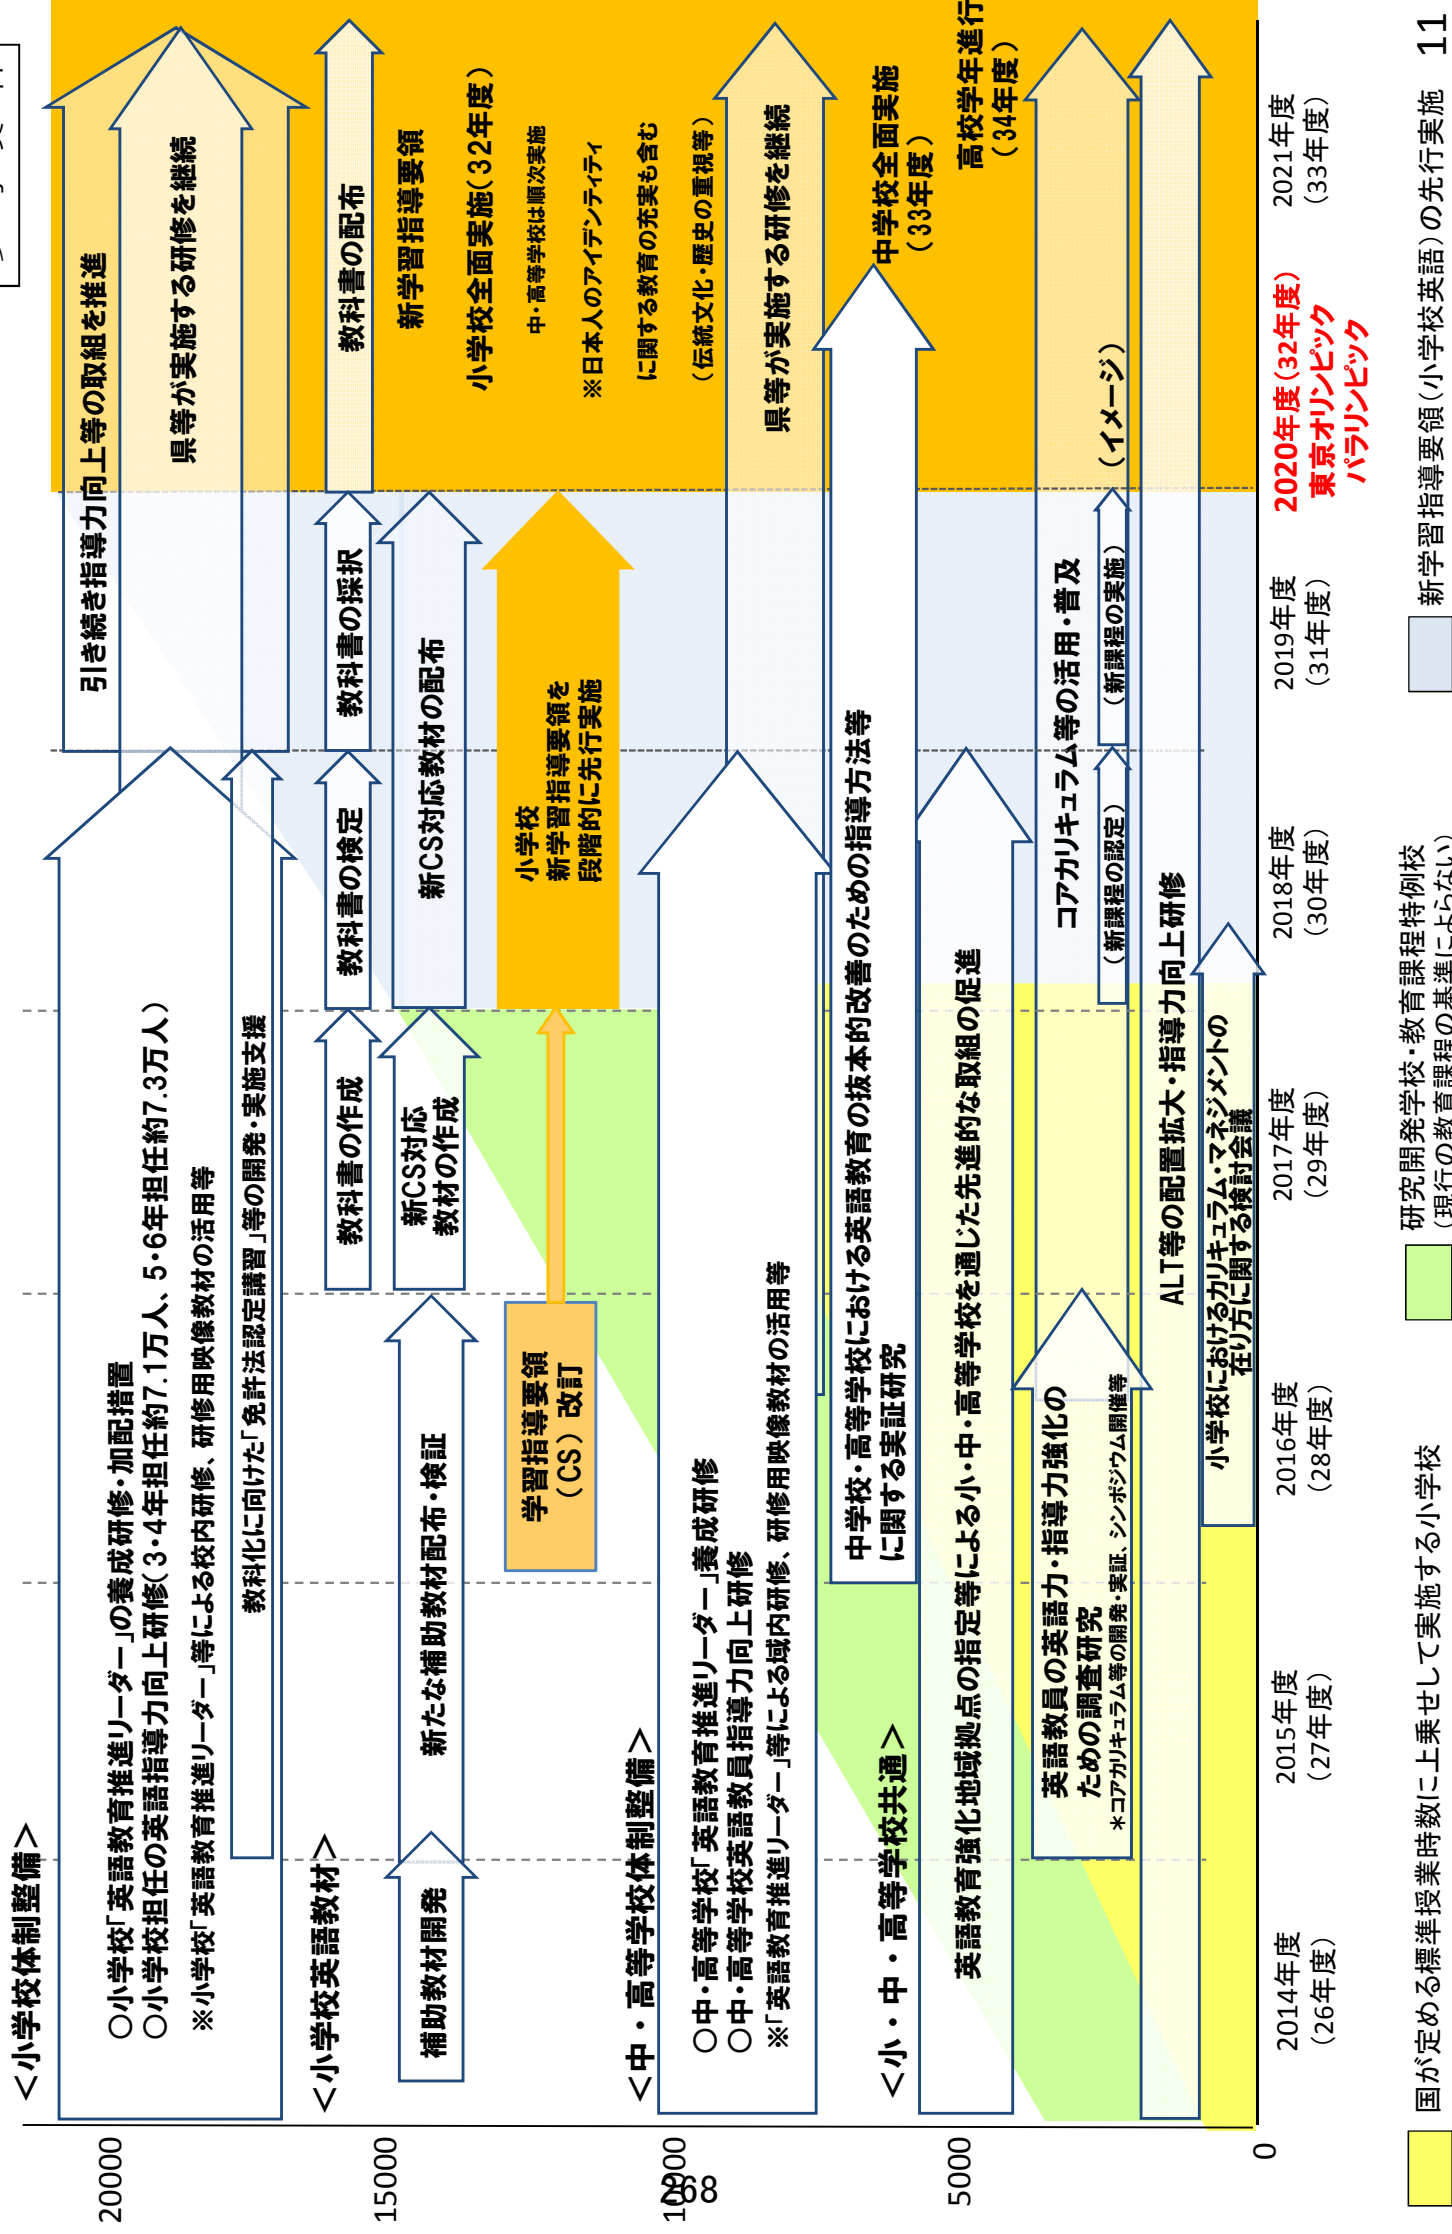 ＜小学校体制整備＞
引き続き指導力向上等の取組を推進
○小学校「英語教育推進リーダー」の養成研修・加配措置
○小学校担任の英語指導力向上研修（3・4年担任約7.1万人、5・6年担任約7.3万人）
※小学校「英語教育推進リーダー」等による校内研修、研修用映像教材の活用等
県等が実施する研修を継続
教科化に向けた「免許法認定講習」等の開発・実施支援
＜小学校英語教材＞
教科書の作成
教科書の検定
教科書の採択
教科書の配布
補助教材開発
新たな補助教材配布・検証
新CS対応
教材の作成
新CS対応教材の配布
学習指導要領
（CS）改訂
小学校
新学習指導要領を
段階的に先行実施
新学習指導要領
小学校全面実施（32年度）
中・高等学校は順次実施
※日本人のアイデンティティ
に関する教育の充実も含む
（伝統文化・歴史の重視等）
＜中・高等学校体制整備＞
○中・高等学校「英語教育推進リーダー」養成研修
○中・高等学校英語教員指導力向上研修
※「英語教育推進リーダー」等による域内研修、研修用映像教材の活用等
県等が実施する研修を継続
中学校・高等学校における英語教育の抜本的改善のための指導方法等
に関する実証研究
中学校全面実施
（33年度）
高校学年進行
（34年度）
＜小・中・高等学校共通＞
英語教育強化地域拠点の指定等による小・中・高等学校を通じた先進的な取組の促進
英語教員の英語力・指導力強化の
ための調査研究
＊コアカリキュラム等の開発・実証、シンポジウム開催等
コアカリキュラム等の活用・普及
（新課程の認定）
（新課程の実施）
（イメージ）
ALT等の配置拡大・指導力向上研修
小学校におけるカリキュラム・マネジメントの
在り方に関する検討会議
20000
15000
10000
5000
0
268
2014年度
（26年度）
2015年度
（27年度）
2016年度
（28年度）
2017年度
（29年度）
2018年度
（30年度）
2019年度
（31年度）
2020年度（32年度）
東京オリンピック
パラリンピック
2021年度
（33年度）
国が定める標準授業時数に上乗せして実施する小学校
研究開発学校・教育課程特例校
（現行の教育課程の基準によらない）
新学習指導要領（小学校英語）の先行実施
11